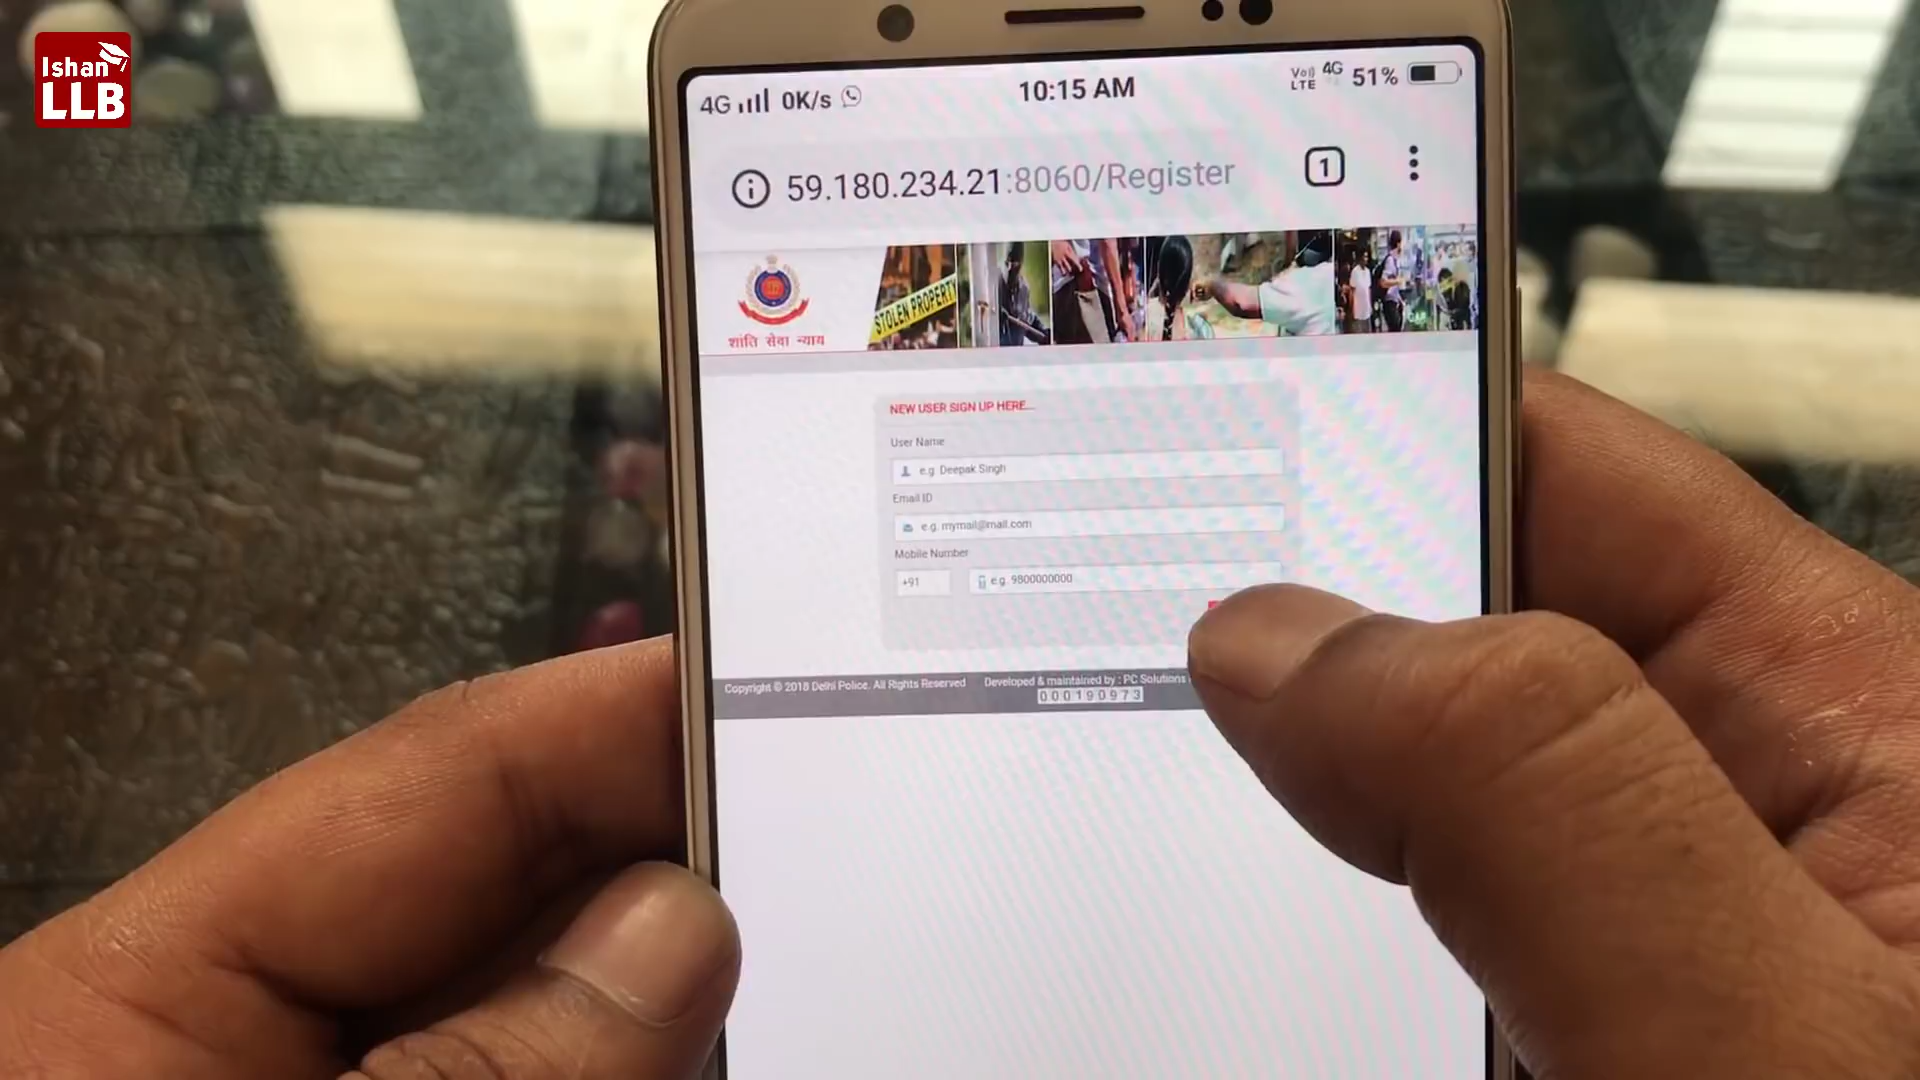 Ishan
LLB
4G 0K/s 10:15 AM Vo)) LTE 4G 51%
59.180.234.21:8060/Register 1
STOLEN PROPERTY
शांति सेवा न्याय
NEW USER SIGN UP HERE...
User Name
e.g Deepak Singh
Email ID
e.g. mymail@mail.com
Mobile Number
+91 e.g. 9800000000
Copyright © 2018 Delhi Police. All Rights Reserved Developed & maintained by : PC Solutions
000190973